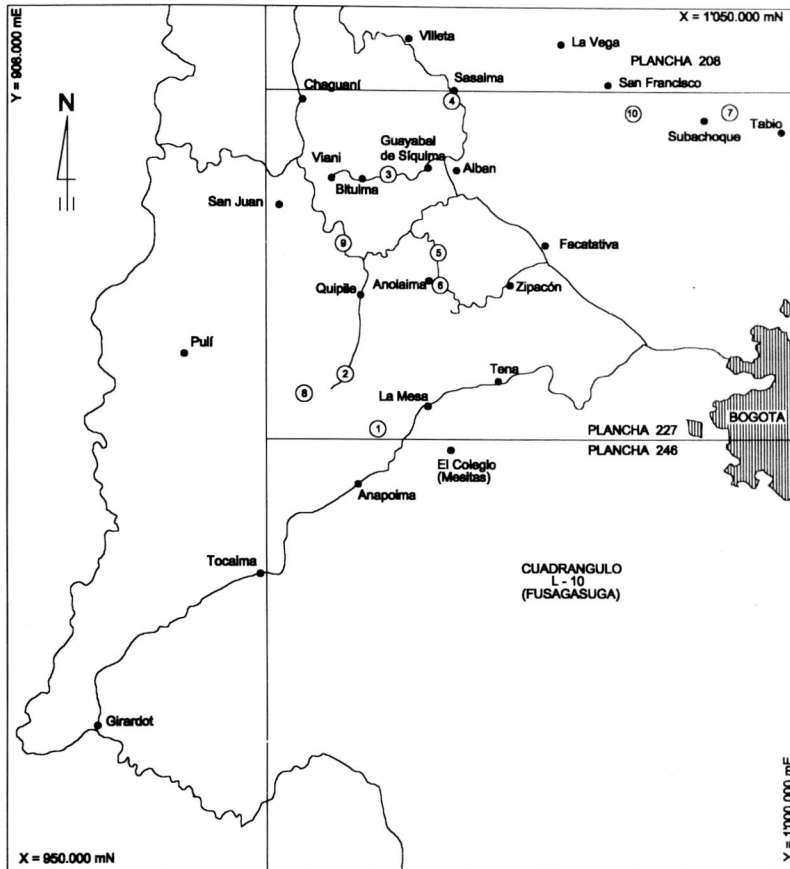 X = 1'050.000 mN
Y = 908.000 mE
Villeta
La Vega
PLANCHA 208
Chaguaní
Sasaima
San Francisco
N
4
10
7
Subachoque
Tabio
Guayabal
de Síquima
Viani
3
Bituima
Alban
San Juan
9
5
Facatativa
Quipile
Anolaima
6
Zipacón
Pulí
2
8
Tena
La Mesa
1
PLANCHA 227
BOGOTA
PLANCHA 246
El Colegio
(Mesitas)
Anapoima
Tocaima
CUADRANGULO
L - 10
(FUSAGASUGA)
Girardot
X = 950.000 mN
Y = 1'000.000 mE